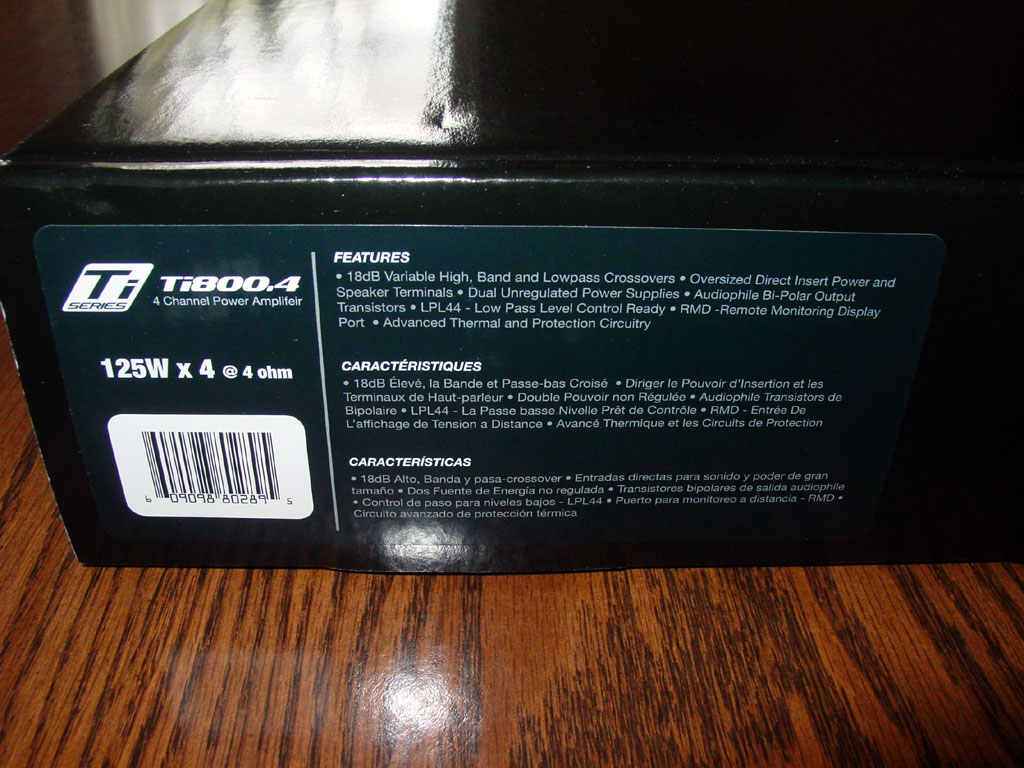 Ti
SERIES
Ti800.4
4 Channel Power Amplifeir
125W x 4 @ 4 ohm
6 09098 80289 5
FEATURES
• 18dB Variable High, Band and Lowpass Crossovers • Oversized Direct Insert Power and
Speaker Terminals • Dual Unregulated Power Supplies • Audiophile Bi-Polar Output
Transistors • LPL44 - Low Pass Level Control Ready • RMD -Remote Monitoring Display
Port • Advanced Thermal and Protection Circuitry
CARACTÉRISTIQUES
• 18dB Élevé, la Bande et Passe-bas Croisé • Diriger le Pouvoir d'Insertion et les
Terminaux de Haut-parleur • Double Pouvoir non Régulée • Audiophile Transistors de
Bipolaire • LPL44 - La Passe basse Nivelle Prêt de Contrôle • RMD - Entrée De
L'affichage de Tension a Distance • Avancé Thermique et les Circuits de Protection
CARACTERÍSTICAS
• 18dB Alto, Banda y pasa-crossover • Entradas directas para sonido y poder de gran
tamaño • Dos Fuente de Energía no regulada • Transistores bipolares de salida audiophile
• Control de paso para niveles bajos - LPL44 • Puerto para monitoreo a distancia - RMD •
Circuito avanzado de protección térmica